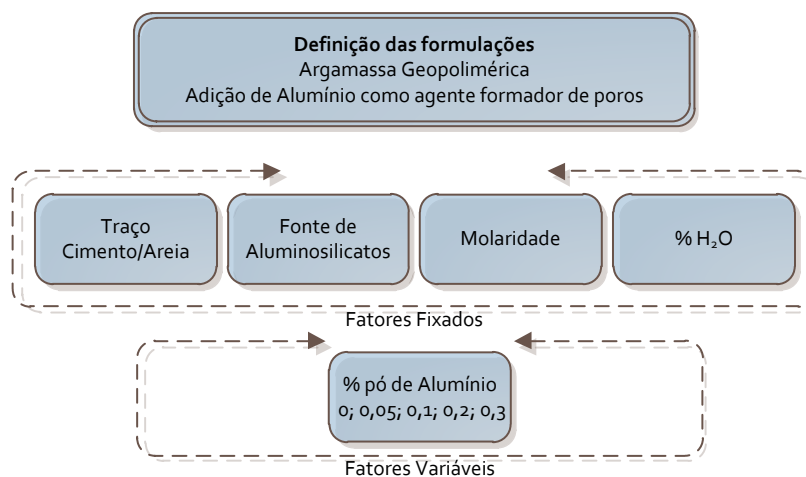 Definição das formulações
Argamassa Geopolimérica
Adição de Alumínio como agente formador de poros
Traço
Cimento/Areia
Fonte de
Aluminosilicatos
Molaridade
% H₂O
Fatores Fixados
% pó de Alumínio
0; 0,05; 0,1; 0,2; 0,3
Fatores Variáveis